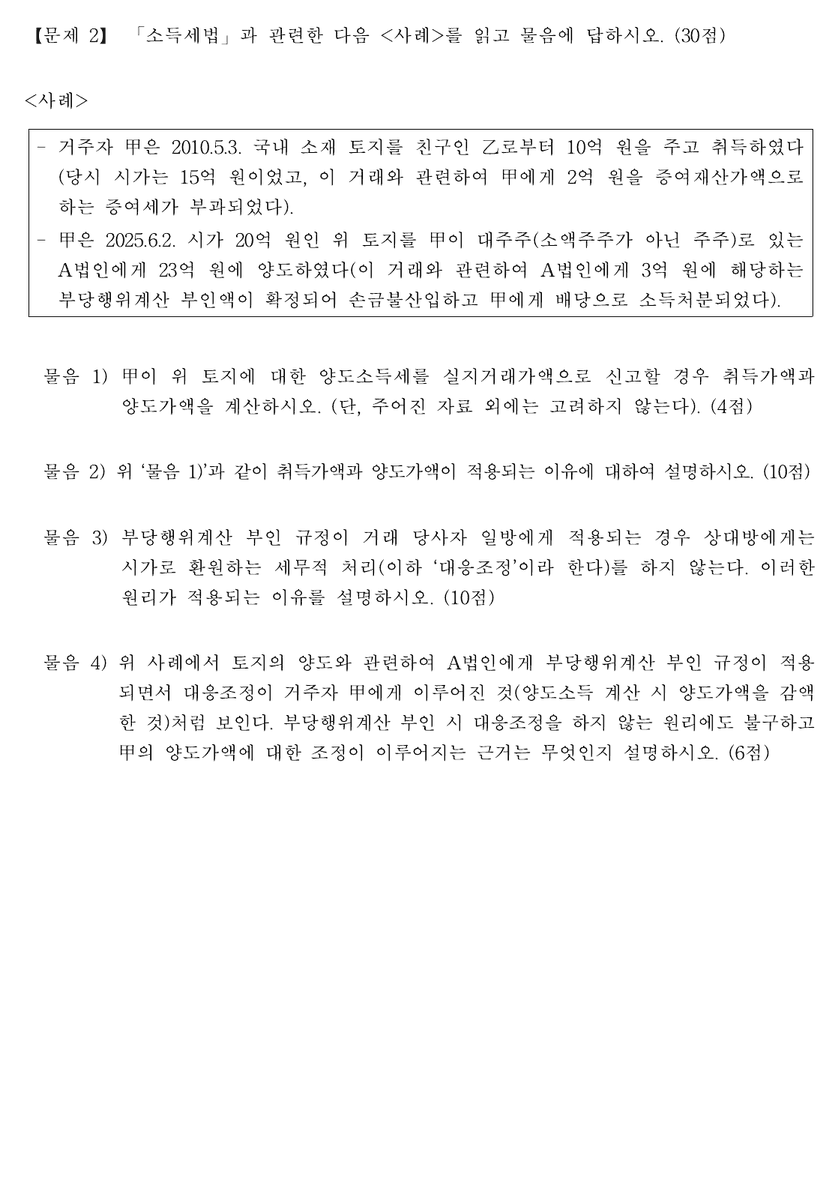 【문제 2】 「소득세법」과 관련한 다음 <사례>를 읽고 물음에 답하시오. (30점)
<사례>
- 거주자 甲은 2010.5.3. 국내 소재 토지를 친구인 乙로부터 10억 원을 주고 취득하였다
(당시 시가는 15억 원이었고, 이 거래와 관련하여 甲에게 2억 원을 증여재산가액으로
하는 증여세가 부과되었다).
- 甲은 2025.6.2. 시가 20억 원인 위 토지를 甲이 대주주(소액주주가 아닌 주주)로 있는
A법인에게 23억 원에 양도하였다(이 거래와 관련하여 A법인에게 3억 원에 해당하는
부당행위계산 부인액이 확정되어 손금불산입하고 甲에게 배당으로 소득처분되었다).
물음 1) 甲이 위 토지에 대한 양도소득세를 실지거래가액으로 신고할 경우 취득가액과
양도가액을 계산하시오. (단, 주어진 자료 외에는 고려하지 않는다). (4점)
물음 2) 위 ‘물음 1)’과 같이 취득가액과 양도가액이 적용되는 이유에 대하여 설명하시오. (10점)
물음 3) 부당행위계산 부인 규정이 거래 당사자 일방에게 적용되는 경우 상대방에게는
시가로 환원하는 세무적 처리(이하 ‘대응조정’이라 한다)를 하지 않는다. 이러한
원리가 적용되는 이유를 설명하시오. (10점)
물음 4) 위 사례에서 토지의 양도와 관련하여 A법인에게 부당행위계산 부인 규정이 적용
되면서 대응조정이 거주자 甲에게 이루어진 것(양도소득 계산 시 양도가액을 감액
한 것)처럼 보인다. 부당행위계산 부인 시 대응조정을 하지 않는 원리에도 불구하고
甲의 양도가액에 대한 조정이 이루어지는 근거는 무엇인지 설명하시오. (6점)